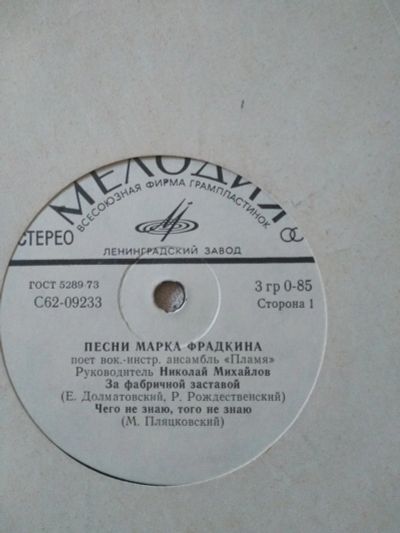 МЕЛОДИЯ
ВСЕСОЮЗНАЯ ФИРМА ГРАМПЛАСТИНОК
СТЕРЕО
ЛЕНИНГРАДСКИЙ ЗАВОД
ГОСТ 5289-73
3 гр 0-85
С62-09233
Сторона 1
ПЕСНИ МАРКА ФРАДКИНА
поет вок.-инстр. ансамбль «Пламя»
Руководитель Николай Михайлов
За фабричной заставой
(Е. Долматовский, Р. Рождественский)
Чего не знаю, того не знаю
(М. Пляцковский)